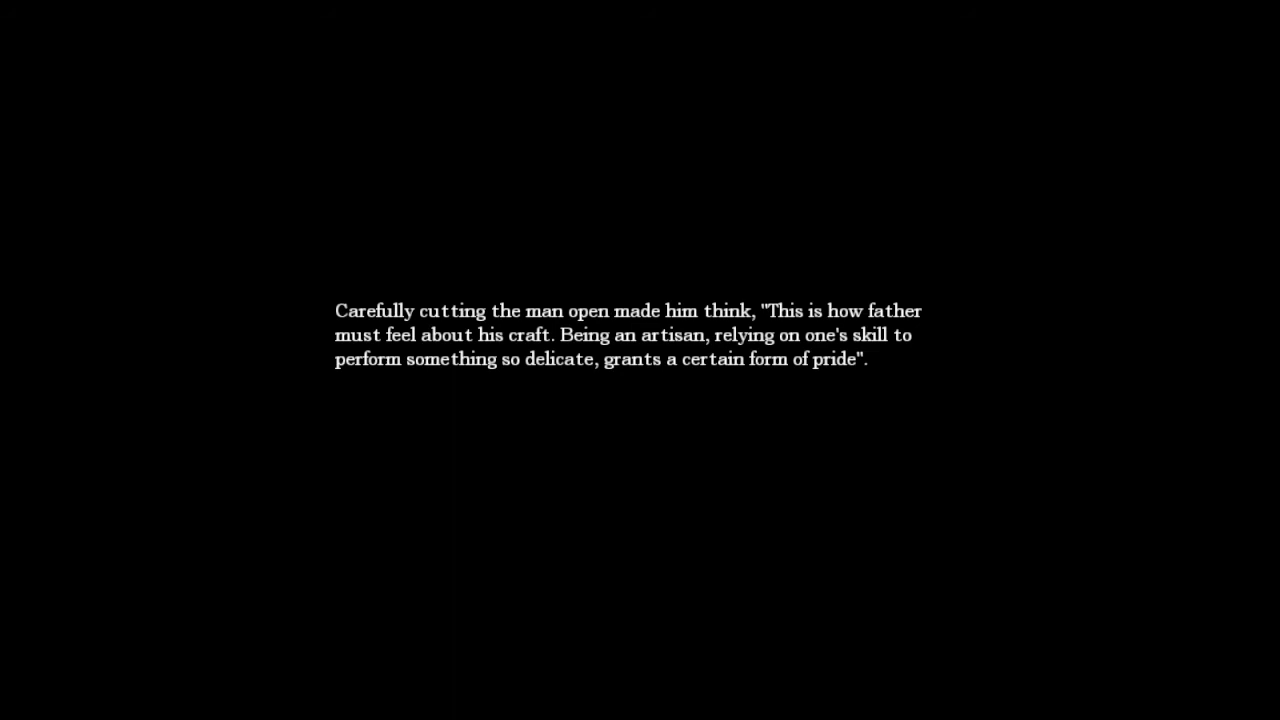 Carefully cutting the man open made him think, "This is how father
must feel about his craft. Being an artisan, relying on one's skill to
perform something so delicate, grants a certain form of pride".